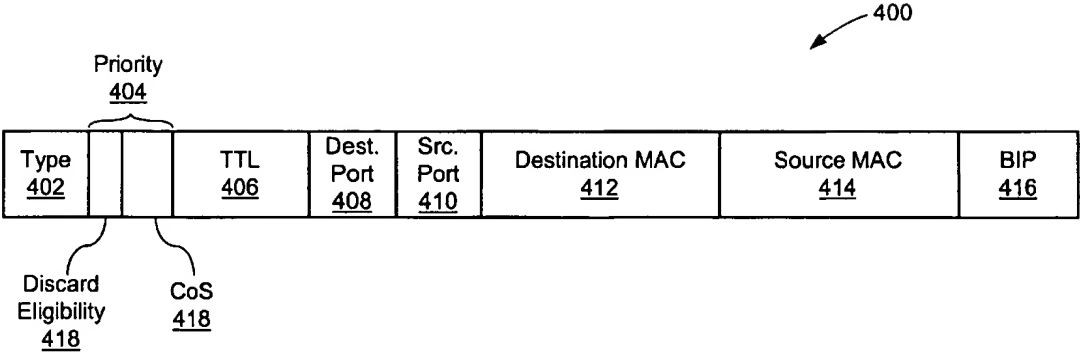 400
Priority
404
Type
402
TTL
406
Dest.
Port
408
Src.
Port
410
Destination MAC
412
Source MAC
414
BIP
416
Discard
Eligibility
418
CoS
418